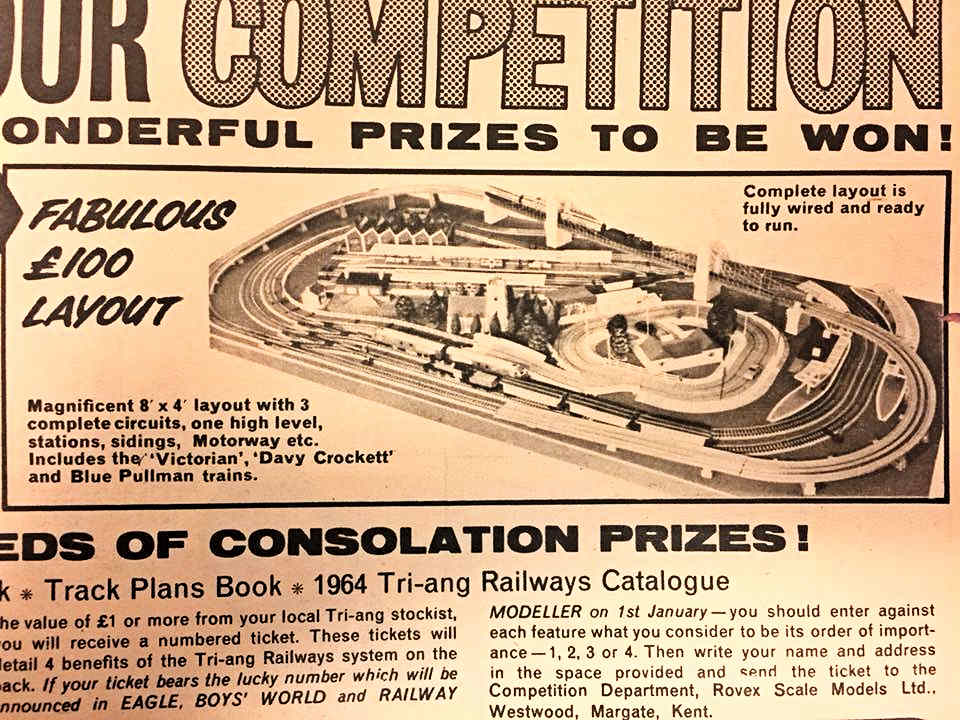 OUR COMPETITION
ONDERFUL PRIZES TO BE WON!
FABULOUS
£100
LAYOUT
Complete layout is
fully wired and ready
to run.
Magnificent 8' x 4' layout with 3
complete circuits, one high level,
stations, sidings, Motorway etc.
Includes the 'Victorian', 'Davy Crockett'
and Blue Pullman trains.
EDS OF CONSOLATION PRIZES!
k * Track Plans Book * 1964 Tri-ang Railways Catalogue
he value of £1 or more from your local Tri-ang stockist,
you will receive a numbered ticket. These tickets will
detail 4 benefits of the Tri-ang Railways system on the
back. If your ticket bears the lucky number which will be
announced in EAGLE, BOYS' WORLD and RAILWAY
MODELLER on 1st January—you should enter against
each feature what you consider to be its order of import-
ance—1, 2, 3 or 4. Then write your name and address
in the space provided and send the ticket to the
Competition Department, Rovex Scale Models Ltd.,
Westwood, Margate, Kent.